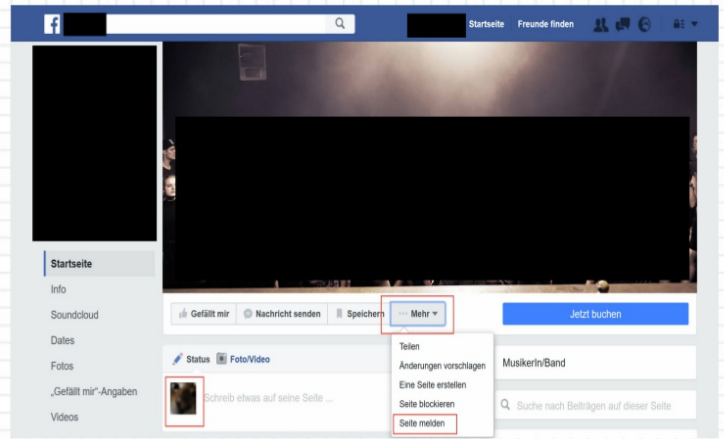 f
Startseite Freunde finden
Startseite
Info
Soundcloud
Dates
Fotos
„Gefällt mir“-Angaben
Videos
Gefällt mir Nachricht senden Speichern ··· Mehr
Jetzt buchen
Teilen
Änderungen vorschlagen
Eine Seite erstellen
Seite blockieren
Seite melden
Status Foto/Video
Schreib etwas auf seine Seite ...
MusikerIn/Band
Suche nach Beiträgen auf dieser Seite